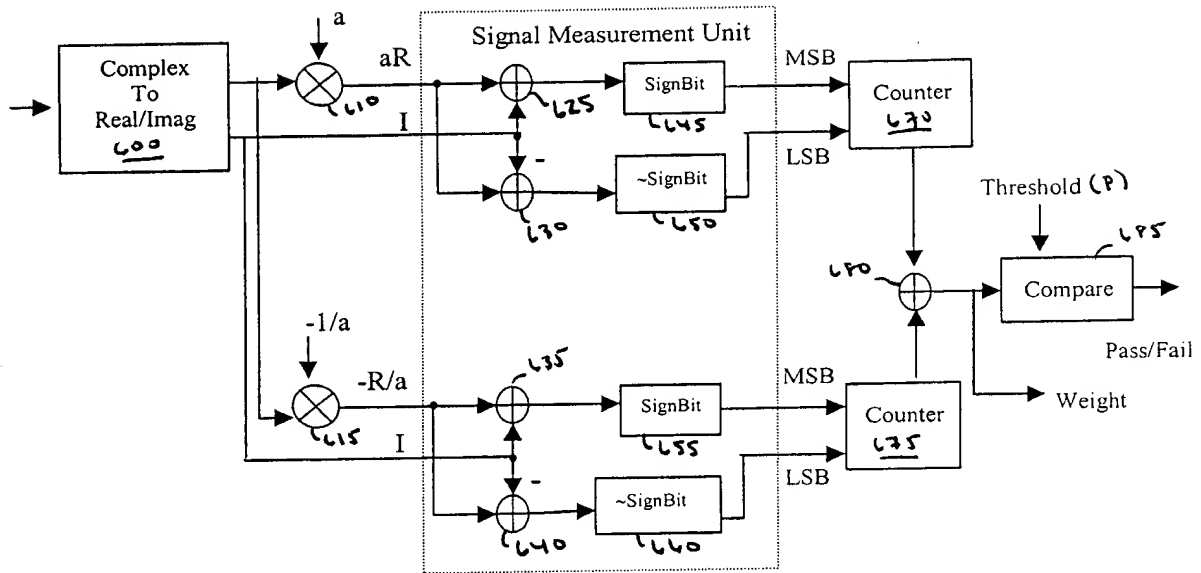 a
Signal Measurement Unit
Complex
To
Real/Imag
600
aR
610
I
625
SignBit
645
MSB
Counter
670
LSB
-
630
~SignBit
650
Threshold (P)
685
680
Compare
Pass/Fail
Weight
-1/a
-R/a
615
I
635
SignBit
655
MSB
Counter
675
LSB
-
640
~SignBit
660